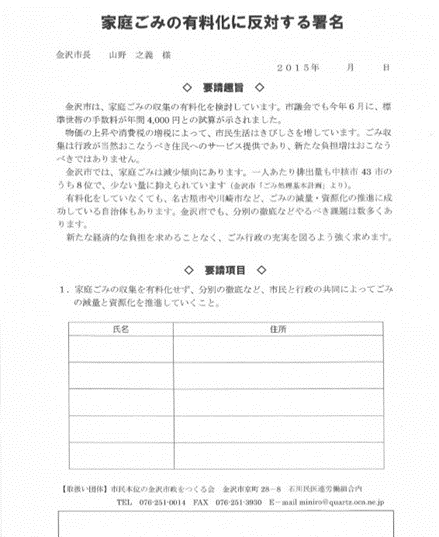 家庭ごみの有料化に反対する署名
金沢市長　山野 之義 様
2015年　　月　　日
◇ 要請趣旨 ◇
金沢市は、家庭ごみの収集の有料化を検討しています。市議会でも今年６月に、標
準世帯の手数料が年間 4,000 円との試算が示されました。
物価の上昇や消費税の増税によって、市民生活はきびしさを増しています。ごみ収
集は行政が当然おこなうべき住民へのサービス提供であり、新たな負担増はおこなう
べきではありません。
金沢市では、家庭ごみは減少傾向にあります。一人あたり排出量も中核市 43 市の
うち８位で、少ない量に抑えられています（金沢市「ごみ処理基本計画」より）。
有料化をしていなくても、名古屋市や川崎市など、ごみの減量・資源化の推進に成
功している自治体もあります。金沢市でも、分別の徹底などやるべき課題は数多くあ
ります。
新たな経済的な負担を求めることなく、ごみ行政の充実を図るよう強く求めます。
◇ 要請項目 ◇
１．家庭ごみの収集を有料化せず、分別の徹底など、市民と行政の共同によってごみ
の減量と資源化を推進していくこと。
氏名　住所
【取扱い団体】市民本位の金沢市政をつくる会　金沢市京町 28－8　石川民医連労働組合内
TEL 076-251-0014 FAX 076-251-3930 E－mail miniro@quartz.ocn.ne.jp